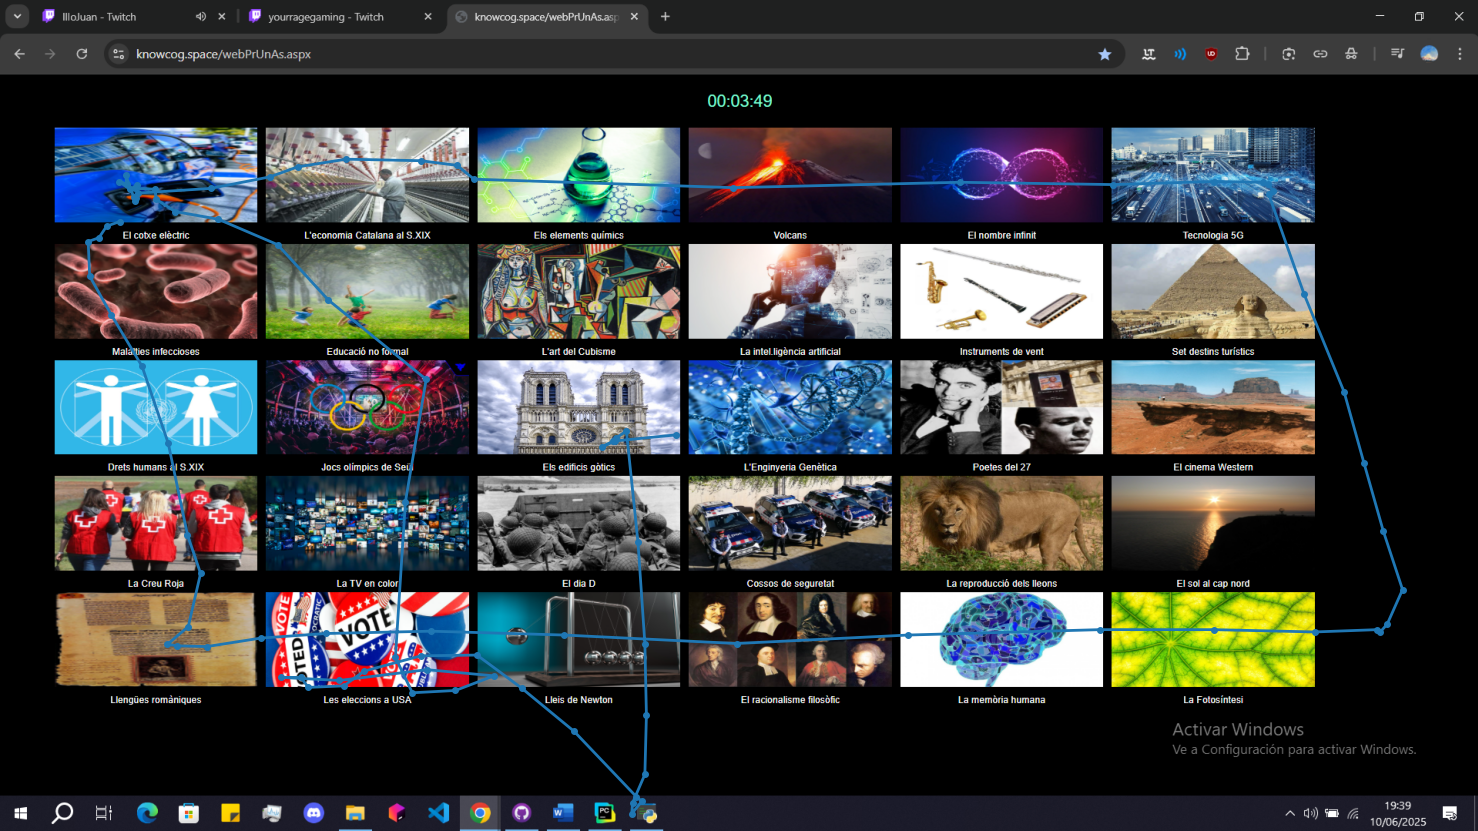 IlloJuan - Twitch
yourragegaming - Twitch
knowcog.space/webPrUnAs.asp
knowcog.space/webPrUnAs.aspx
00:03:49
El cotxe elèctric
L'economia Catalana al S.XIX
Els elements químics
Volcans
El nombre infinit
Tecnologia 5G
Malalties infeccioses
Educació no formal
L'art del Cubisme
La intel.ligència artificial
Instruments de vent
Set destins turístics
Drets humans al S.XIX
Jocs olímpics de Seül
Els edificis gòtics
L'Enginyeria Genètica
Poetes del 27
El cinema Western
La Creu Roja
La TV en color
El dia D
Cossos de seguretat
La reproducció dels lleons
El sol al cap nord
VOTE
VOTE
Llengües romàniques
Les eleccions a USA
Lleis de Newton
El racionalisme filosòfic
La memòria humana
La Fotosíntesi
Activar Windows
Ve a Configuración para activar Windows.
19:39
10/06/2025